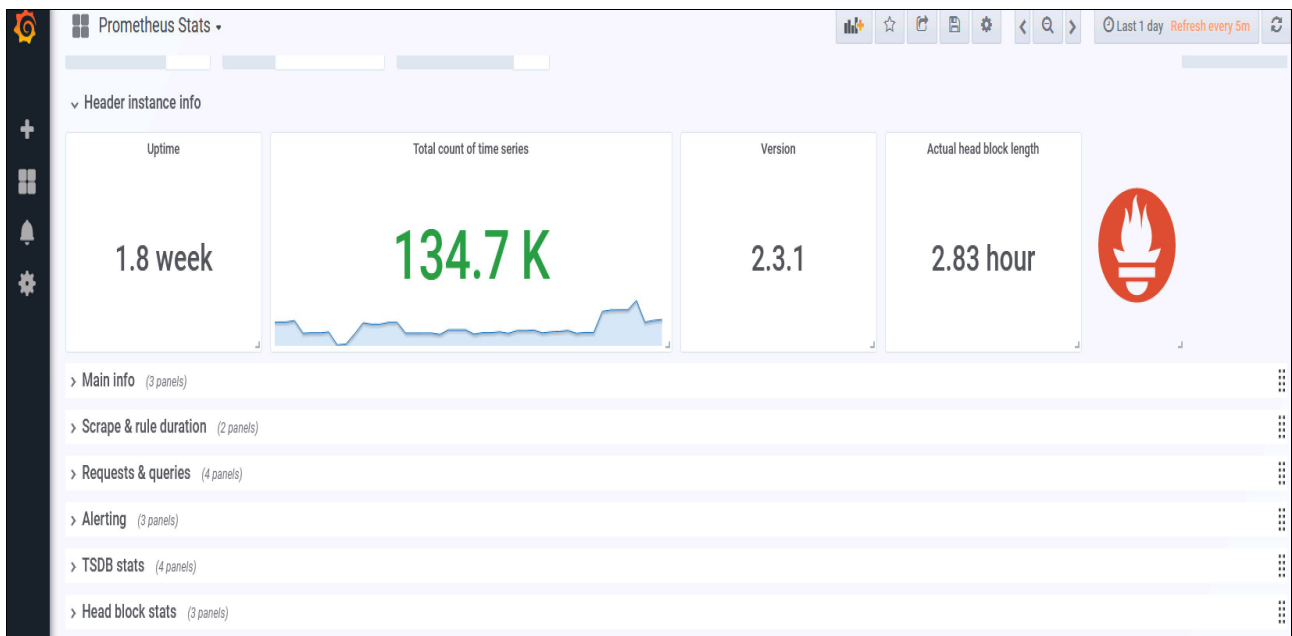 Prometheus Stats
Last 1 day Refresh every 5m
Header instance info
Uptime
Total count of time series
Version
Actual head block length
1.8 week
134.7 K
2.3.1
2.83 hour
Main info (3 panels)
Scrape & rule duration (2 panels)
Requests & queries (4 panels)
Alerting (3 panels)
TSDB stats (4 panels)
Head block stats (3 panels)